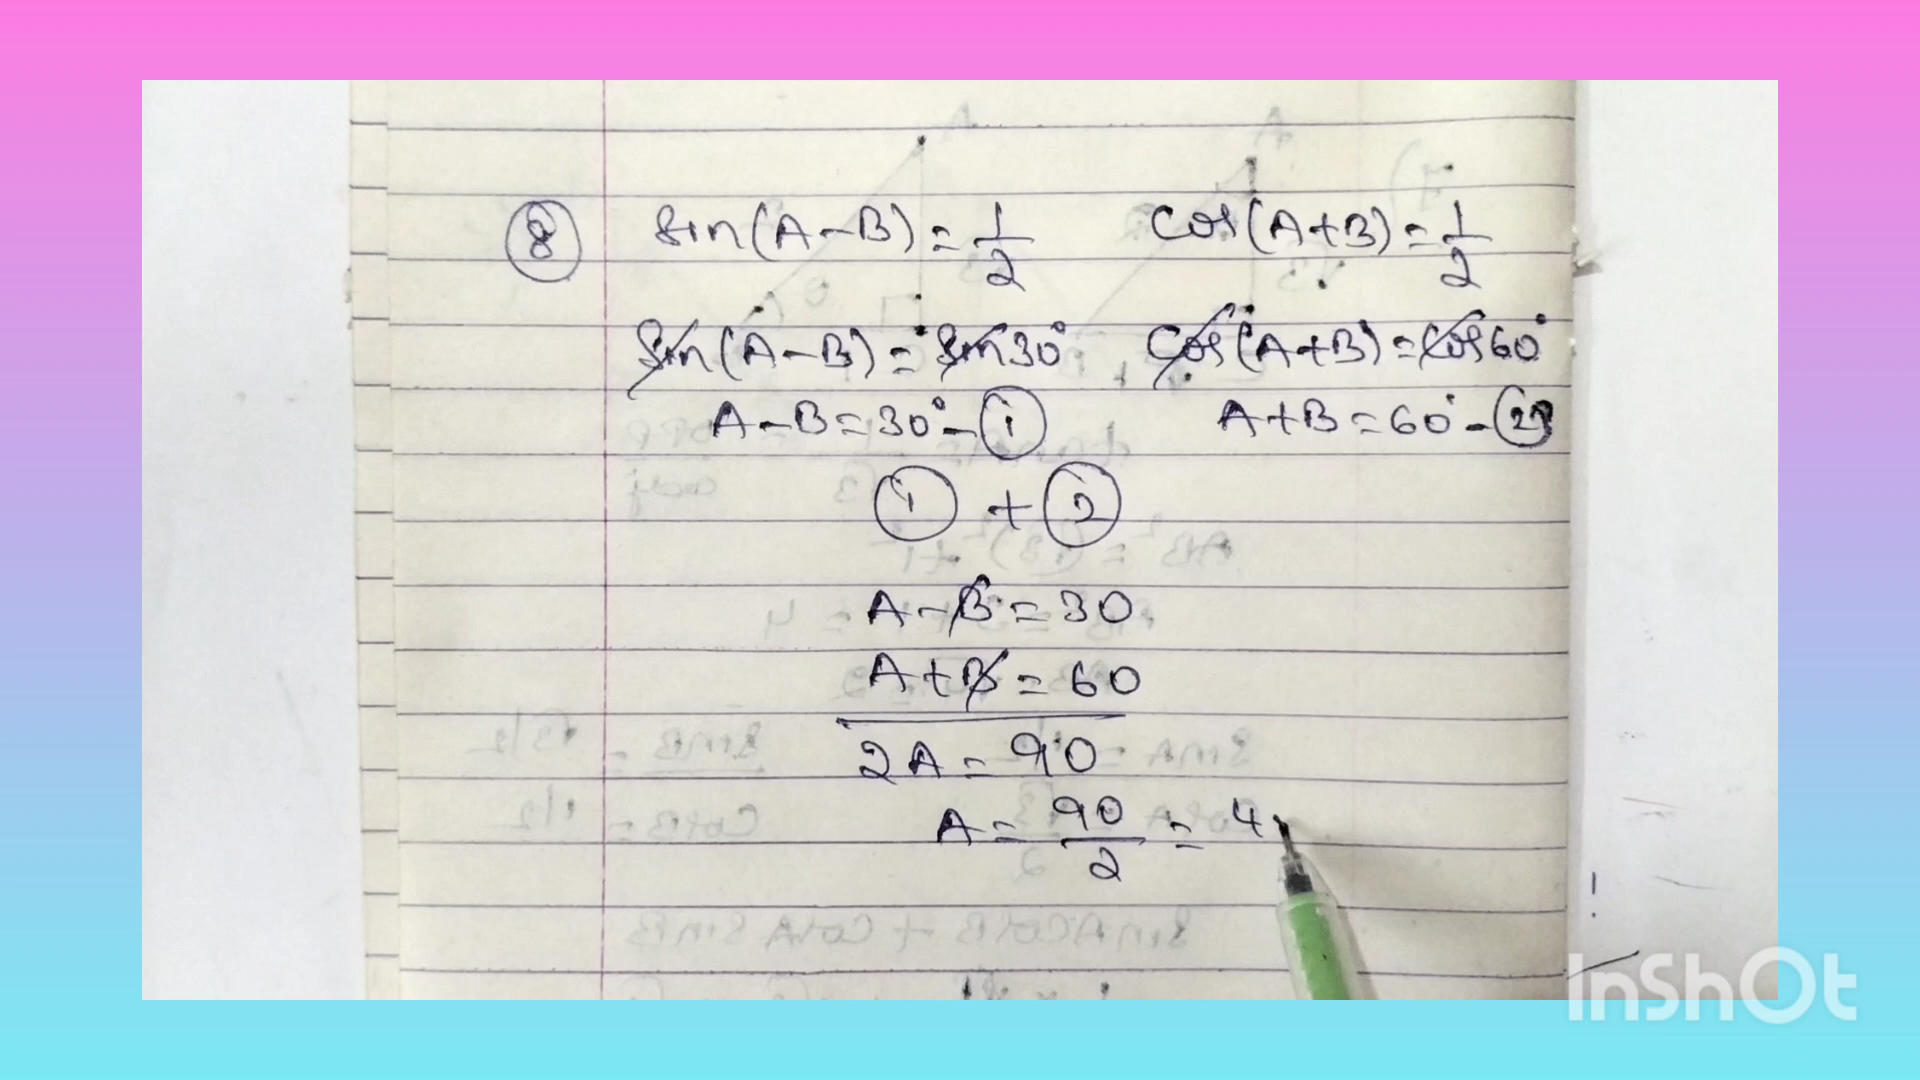 8 sin(A-B) = 1/2 cos(A+B) = 1/2
sin(A-B) = sin30° cos(A+B) = cos60°
A-B = 30° - 1 A+B = 60° - 2
1 + 2
A-B = 30
A+B = 60
2A = 90
A = 90/2 = 4
InShOt